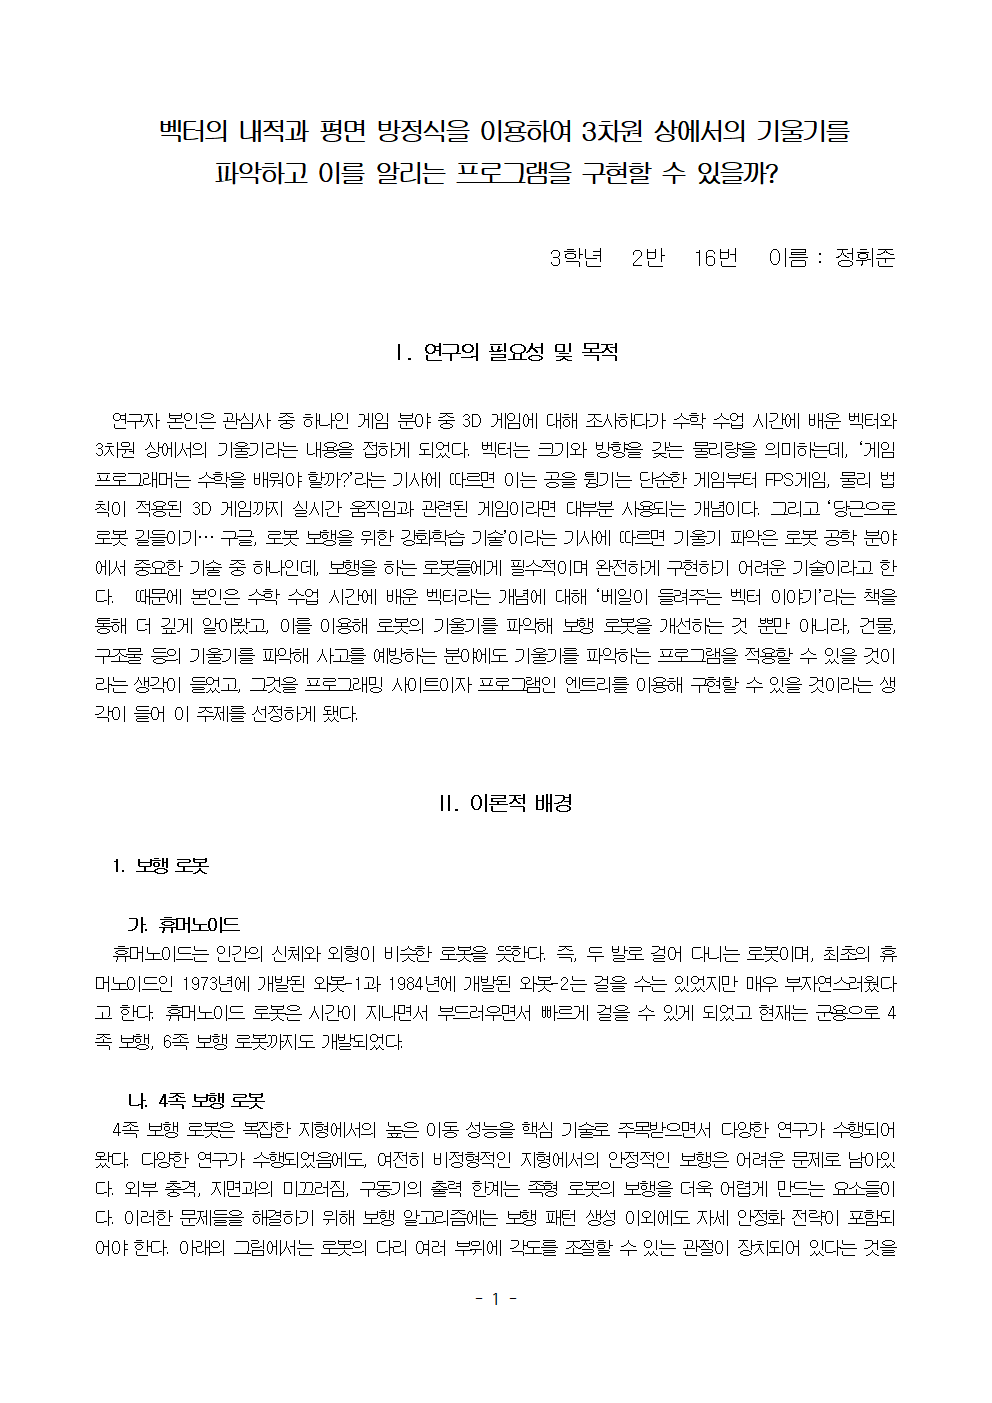 벡터의 내적과 평면 방정식을 이용하여 3차원 상에서의 기울기를
파악하고 이를 알리는 프로그램을 구현할 수 있을까?
3학년 2반 16번 이름 : 정휘준
Ⅰ. 연구의 필요성 및 목적
연구자 본인은 관심사 중 하나인 게임 분야 중 3D 게임에 대해 조사하다가 수학 수업 시간에 배운 벡터와
3차원 상에서의 기울기라는 내용을 접하게 되었다. 벡터는 크기와 방향을 갖는 물리량을 의미하는데, ‘게임
프로그래머는 수학을 배워야 할까?’라는 기사에 따르면 이는 공을 튕기는 단순한 게임부터 FPS게임, 물리 법
칙이 적용된 3D 게임까지 실시간 움직임과 관련된 게임이라면 대부분 사용되는 개념이다. 그리고 ‘당근으로
로봇 길들이기… 구글, 로봇 보행을 위한 강화학습 기술’이라는 기사에 따르면 기울기 파악은 로봇 공학 분야
에서 중요한 기술 중 하나인데, 보행을 하는 로봇들에게 필수적이며 완전하게 구현하기 어려운 기술이라고 한
다. 때문에 본인은 수학 수업 시간에 배운 벡터라는 개념에 대해 ‘베일이 들려주는 벡터 이야기’라는 책을
통해 더 깊게 알아봤고, 이를 이용해 로봇의 기울기를 파악해 보행 로봇을 개선하는 것 뿐만 아니라, 건물,
구조물 등의 기울기를 파악해 사고를 예방하는 분야에도 기울기를 파악하는 프로그램을 적용할 수 있을 것이
라는 생각이 들었고, 그것을 프로그래밍 사이트이자 프로그램인 엔트리를 이용해 구현할 수 있을 것이라는 생
각이 들어 이 주제를 선정하게 됐다.
II. 이론적 배경
1. 보행 로봇
가. 휴머노이드
휴머노이드는 인간의 신체와 외형이 비슷한 로봇을 뜻한다. 즉, 두 발로 걸어 다니는 로봇이며, 최초의 휴
머노이드인 1973년에 개발된 와봇-1과 1984년에 개발된 와봇-2는 걸을 수는 있었지만 매우 부자연스러웠다
고 한다. 휴머노이드 로봇은 시간이 지나면서 부드러우면서 빠르게 걸을 수 있게 되었고 현재는 군용으로 4
족 보행, 6족 보행 로봇까지도 개발되었다.
나. 4족 보행 로봇
4족 보행 로봇은 복잡한 지형에서의 높은 이동 성능을 핵심 기술로 주목받으면서 다양한 연구가 수행되어
왔다. 다양한 연구가 수행되었음에도, 여전히 비정형적인 지형에서의 안정적인 보행은 어려운 문제로 남아있
다. 외부 충격, 지면과의 미끄러짐, 구동기의 출력 한계는 족형 로봇의 보행을 더욱 어렵게 만드는 요소들이
다. 이러한 문제들을 해결하기 위해 보행 알고리즘에는 보행 패턴 생성 이외에도 자세 안정화 전략이 포함되
어야 한다. 아래의 그림에서는 로봇의 다리 여러 부위에 각도를 조절할 수 있는 관절이 장치되어 있다는 것을
- 1 -